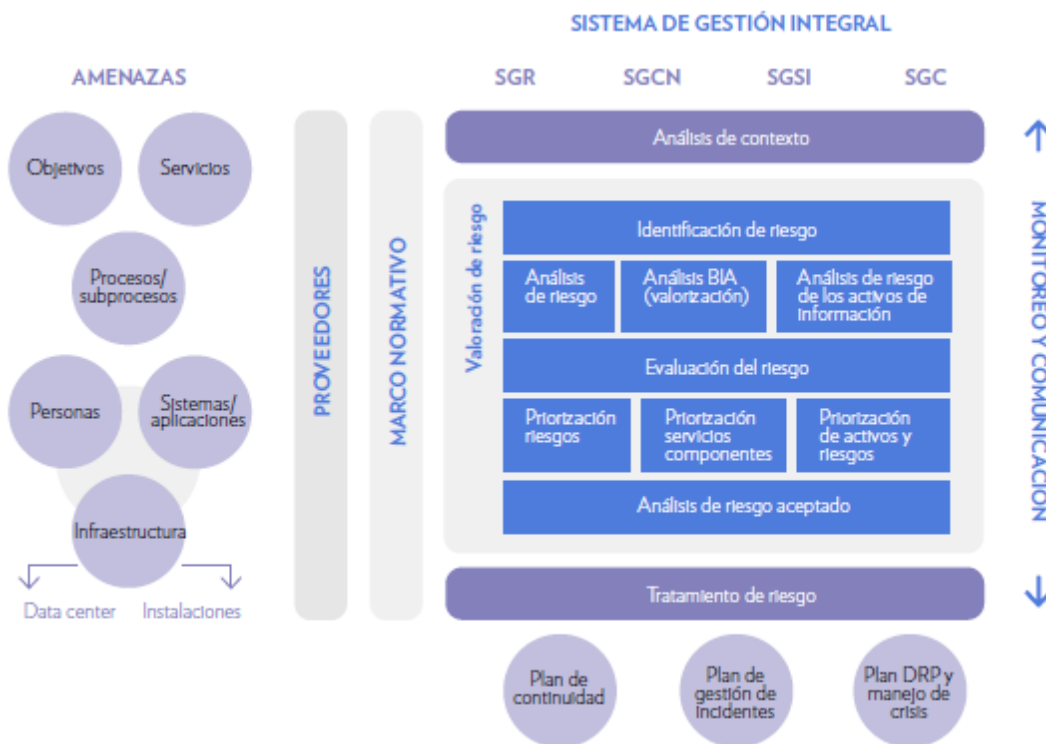 SISTEMA DE GESTIÓN INTEGRAL
AMENAZAS
SGR
SGCN
SGSI
SGC
Objetivos
Servicios
Procesos/
subprocesos
Personas
Sistemas/
aplicaciones
Infraestructura
Data center
Instalaciones
PROVEEDORES
MARCO NORMATIVO
Análisis de contexto
Valoración de riesgo
Identificación de riesgo
Análisis
de riesgo
Análisis BIA
(valorización)
Análisis de riesgo
de los activos de
información
Evaluación del riesgo
Priorización
riesgos
Priorización
servicios
componentes
Priorización
de activos y
riesgos
Análisis de riesgo aceptado
Tratamiento de riesgo
Plan de
continuidad
Plan de
gestión de
incidentes
Plan DRP y
manejo de
crisis
MONITOREO Y COMUNICACIÓN